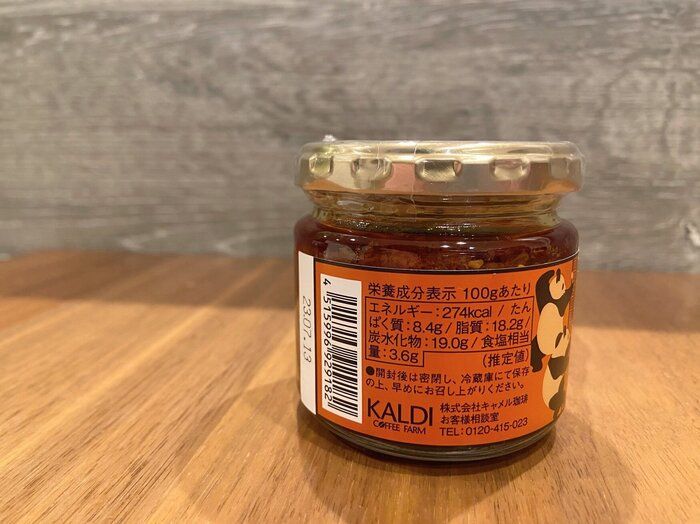 栄養成分表示 100gあたり
エネルギー:274kcal / たん
ぱく質:8.4g / 脂質:18.2g /
炭水化物:19.0g / 食塩相当
量:3.6g (推定値)
●開封後は密閉し、冷蔵庫にて保存
の上、早めにお召し上がりください。
KALDI
COFFEE FARM
株式会社キャメル珈琲
お客様相談室
TEL:0120-415-023
4515996929182
23.07.13